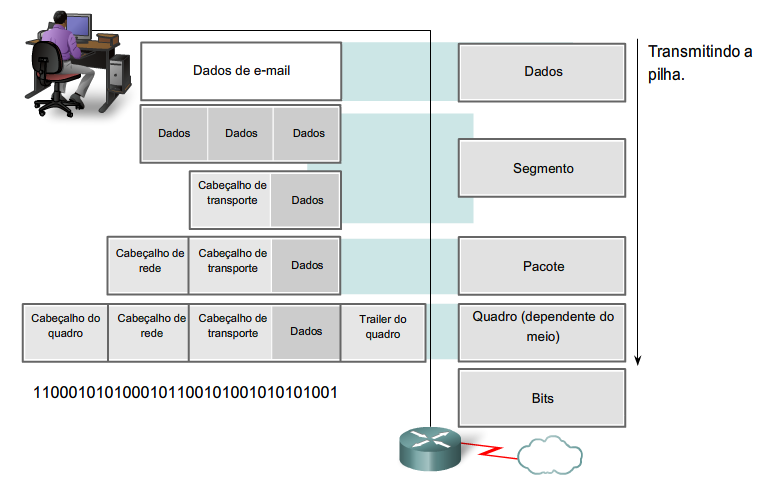 Dados de e-mail
Dados
Transmitindo a
pilha.
Dados
Dados
Dados
Segmento
Cabeçalho de
transporte
Dados
Cabeçalho de
rede
Cabeçalho de
transporte
Dados
Pacote
Cabeçalho do
quadro
Cabeçalho de
rede
Cabeçalho de
transporte
Dados
Trailer do
quadro
Quadro (dependente do
meio)
1100010101000101100101001010101001
Bits